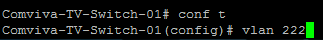 Comviva-TV-Switch-01# conf t
Comviva-TV-Switch-01(config)# vlan 222